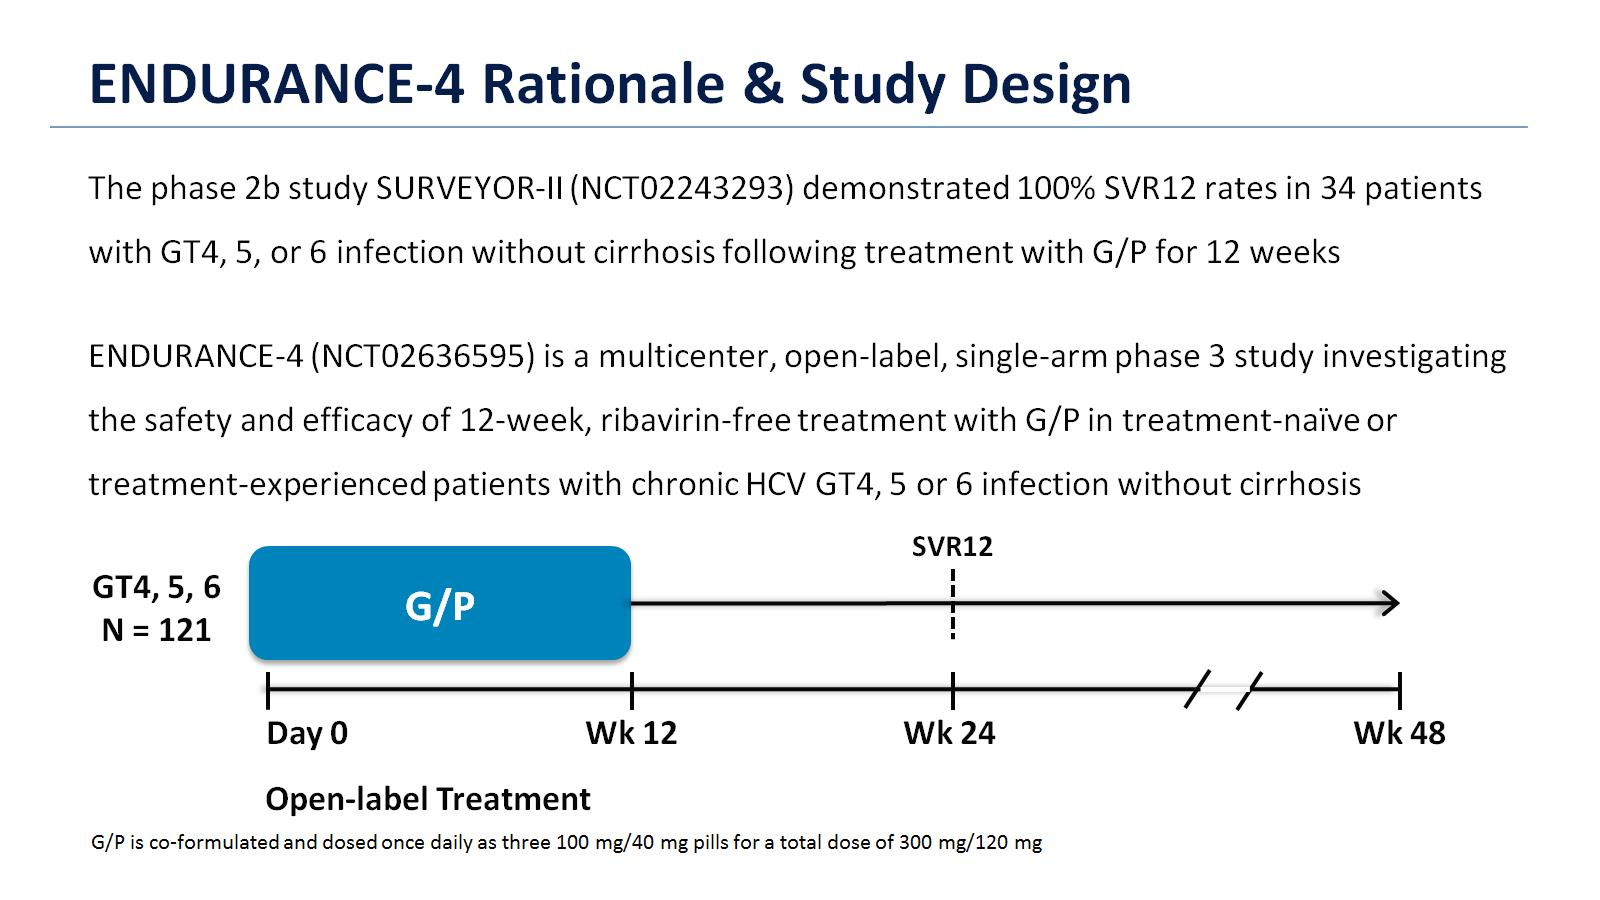 ENDURANCE-4 Rationale & Study Design
The phase 2b study SURVEYOR-II (NCT02243293) demonstrated 100% SVR12 rates in 34 patients
with GT4, 5, or 6 infection without cirrhosis following treatment with G/P for 12 weeks
ENDURANCE-4 (NCT02636595) is a multicenter, open-label, single-arm phase 3 study investigating
the safety and efficacy of 12-week, ribavirin-free treatment with G/P in treatment-naïve or
treatment-experienced patients with chronic HCV GT4, 5 or 6 infection without cirrhosis
SVR12
GT4, 5, 6
N = 121
G/P
Day 0
Wk 12
Wk 24
Wk 48
Open-label Treatment
G/P is co-formulated and dosed once daily as three 100 mg/40 mg pills for a total dose of 300 mg/120 mg